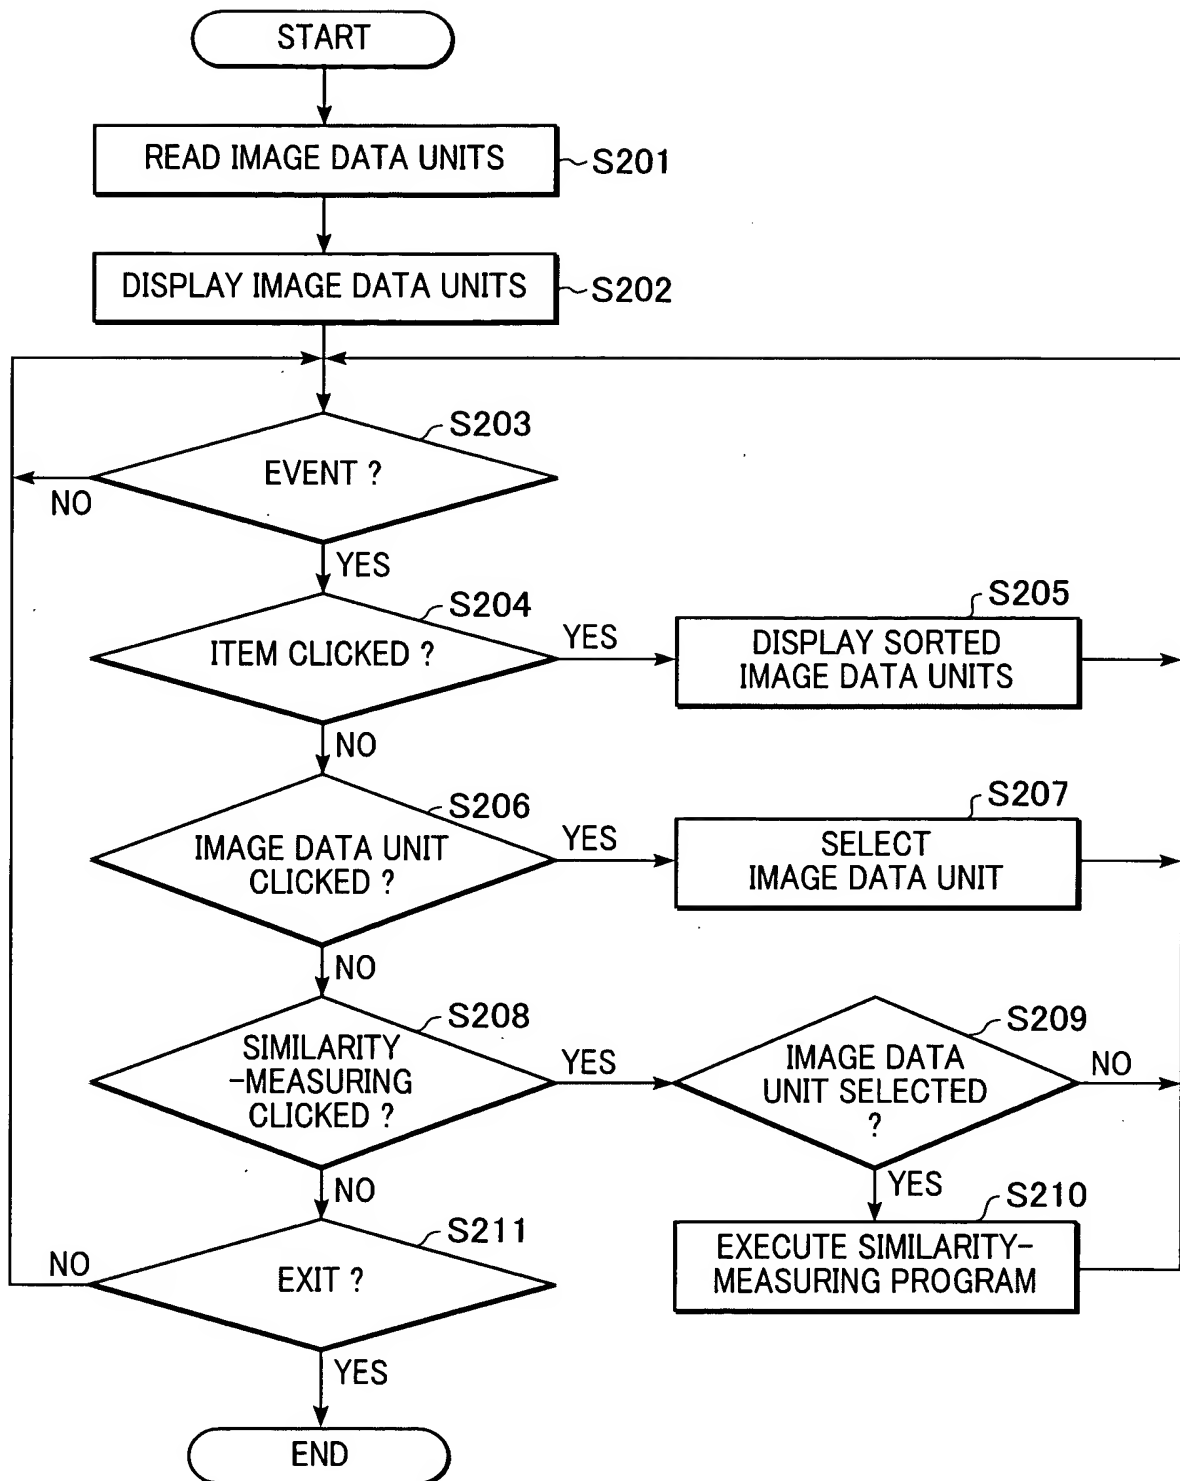 START
READ IMAGE DATA UNITS
S201
DISPLAY IMAGE DATA UNITS
S202
S203
EVENT ?
NO
YES
S204
ITEM CLICKED ?
YES
S205
DISPLAY SORTED
IMAGE DATA UNITS
NO
S206
IMAGE DATA UNIT
CLICKED ?
YES
S207
SELECT
IMAGE DATA UNIT
NO
S208
SIMILARITY
-MEASURING
CLICKED ?
YES
S209
IMAGE DATA
UNIT SELECTED
?
NO
YES
S210
EXECUTE SIMILARITY-
MEASURING PROGRAM
NO
S211
EXIT ?
NO
YES
END